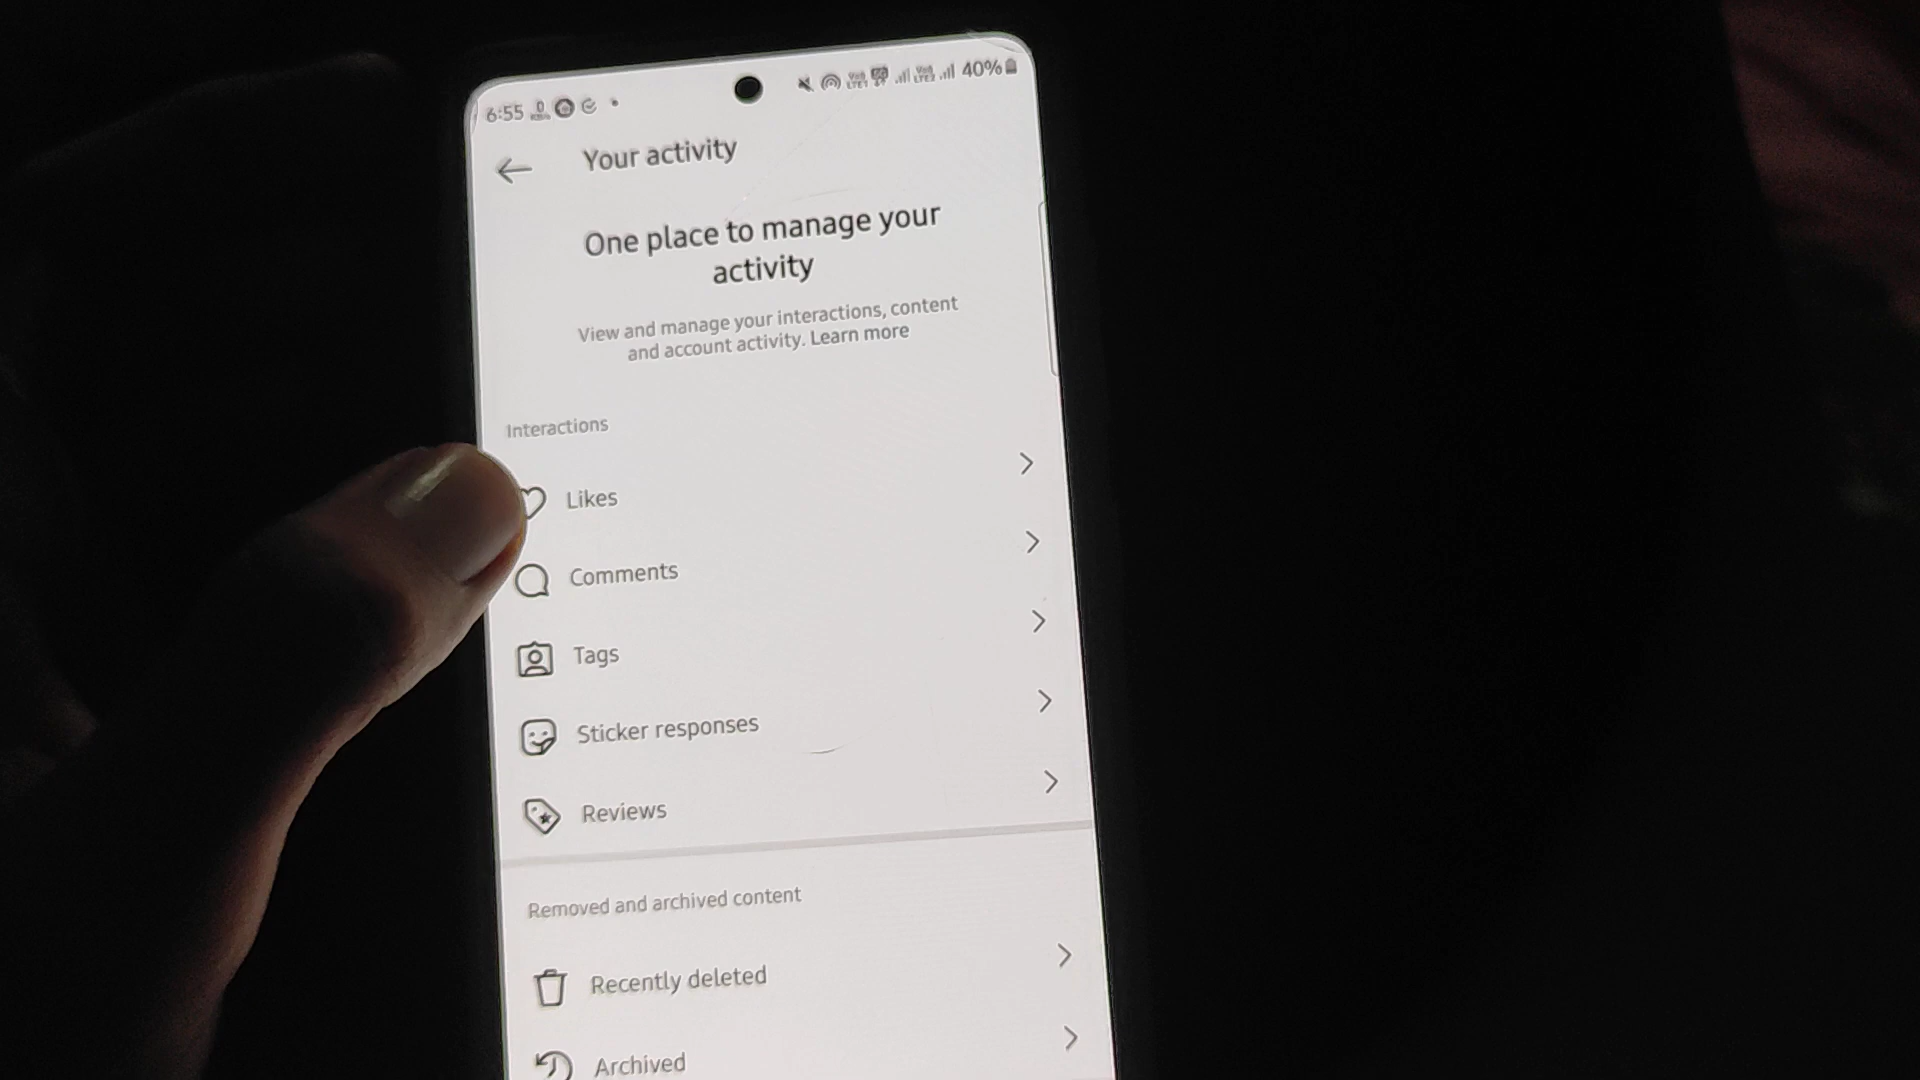 6:55
40%
Your activity
One place to manage your
activity
View and manage your interactions, content
and account activity. Learn more
Interactions
Likes
Comments
Tags
Sticker responses
Reviews
Removed and archived content
Recently deleted
Archived